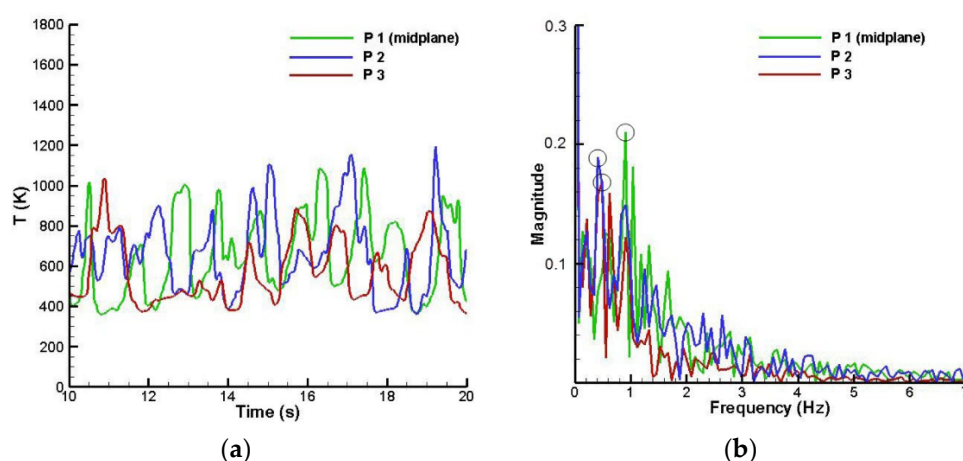 1800
1600
1400
1200
1000
800
600
400
200
0
T (K)
10 12 14 16 18 20
Time (s)
P 1 (midplane)
P 2
P 3
(a)
0.3
0.2
0.1
Magnitude
0 1 2 3 4 5 6
Frequency (Hz)
P 1 (midplane)
P 2
P 3
(b)